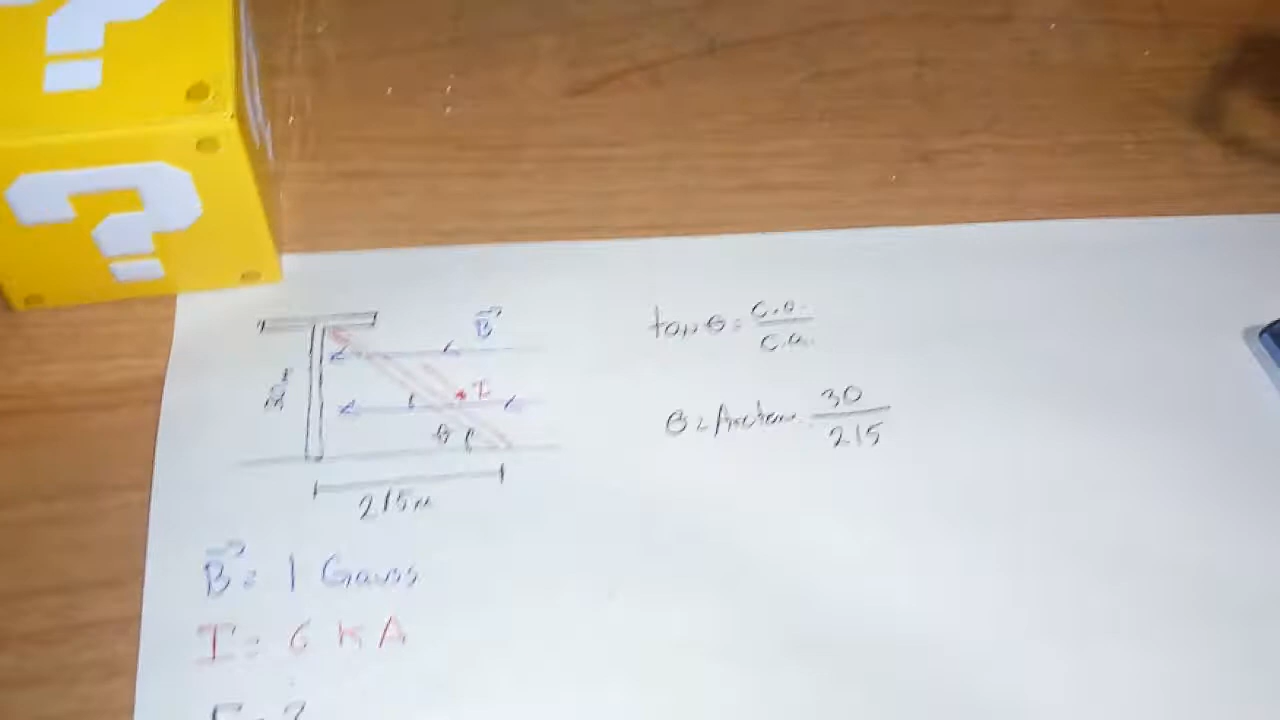 tan θ = c.o. / c.a.
B
I
θ = Arctan 30 / 215
θ
215m
B = 1 Gauss
I = 6 kA
F = ?